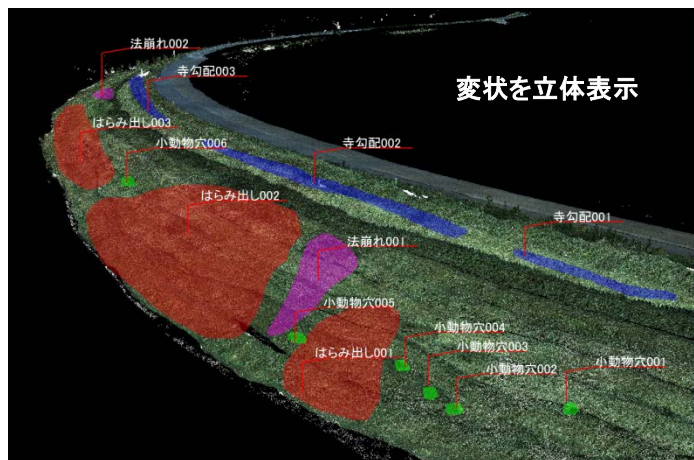 法崩れ002
寺勾配003
変状を立体表示
はらみ出し003
小動物穴006
寺勾配002
はらみ出し002
寺勾配001
法崩れ001
小動物穴005
小動物穴004
はらみ出し001
小動物穴003
小動物穴002
小動物穴001